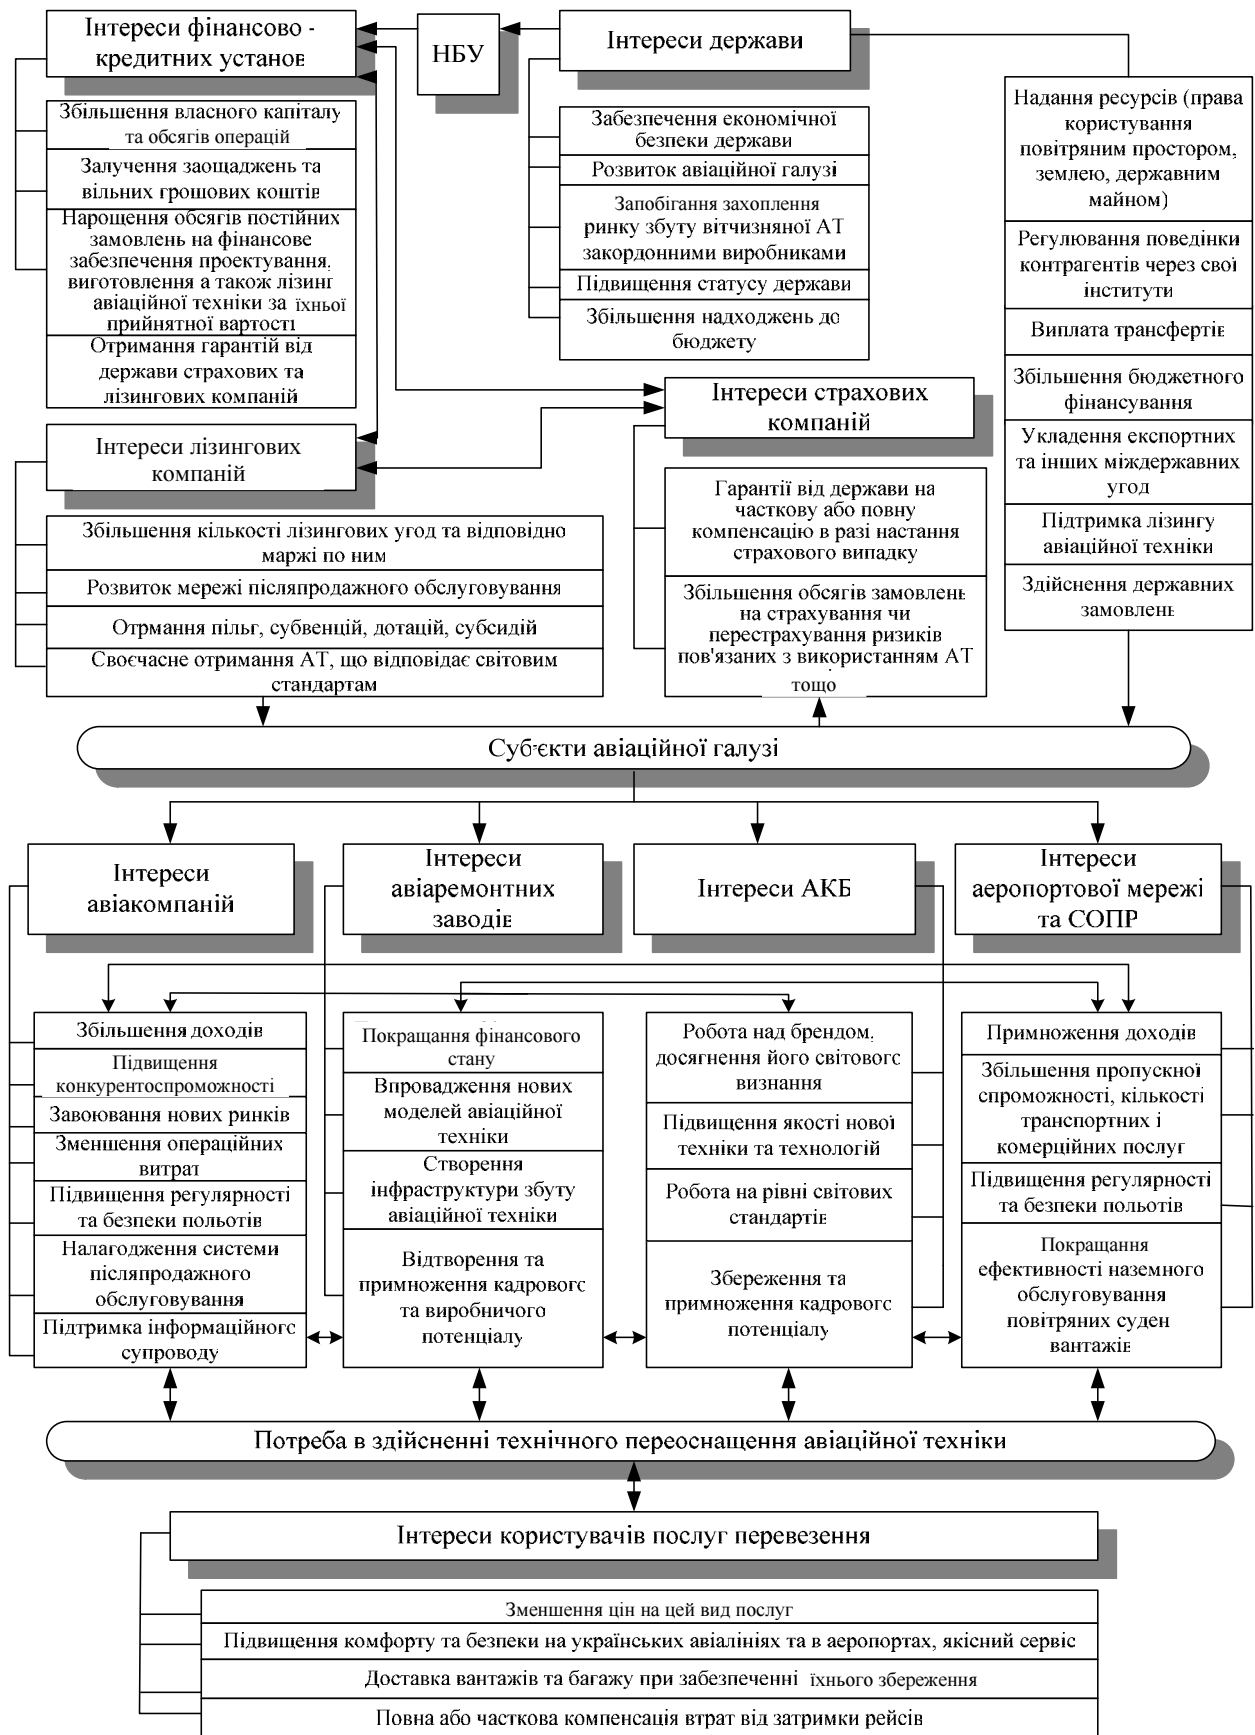 Інтереси фінансово -
кредитних установ
НБУ
Інтереси держави
Збільшення власного капіталу
та обсягів операцій
Залучення заощаджень та
вільних грошових коштів
Нарощення обсягів постійних
замовлень на фінансове
забезпечення проектування,
виготовлення а також лізинг
авіаційної техніки за їхньої
прийнятної вартості
Отримання гарантій від
держави страхових та
лізингових компаній
Забезпечення економічної
безпеки держави
Розвиток авіаційної галузі
Запобігання захоплення
ринку збуту вітчизняної АТ
закордонними виробниками
Підвищення статусу держави
Збільшення надходжень до
бюджету
Надання ресурсів (права
користування
повітряним простором,
землею, державним
майном)
Регулювання поведінки
контрагентів через свої
інститути
Виплата трансфертів
Збільшення бюджетного
фінансування
Укладення експортних
та інших міждержавних
угод
Підтримка лізингу
авіаційної техніки
Здійснення державних
замовлень
Інтереси лізингових
компаній
Збільшення кількості лізингових угод та відповідно
маржі по ним
Розвиток мережі післяпродажного обслуговування
Отрмання пільг, субвенцій, дотацій, субсидій
Своєчасне отримання АТ, що відповідає світовим
стандартам
Інтереси страхових
компаній
Гарантії від держави на
часткову або повну
компенсацію в разі настання
страхового випадку
Збільшення обсягів замовлень
на страхування чи
перестрахування ризиків
пов'язаних з використанням АТ
тощо
Суб'єкти авіаційної галузі
Інтереси
авіакомпаній
Інтереси
авіаремонтних
заводів
Інтереси АКБ
Інтереси
аеропортової мережі
та СОПР
Збільшення доходів
Підвищення
конкурентоспроможності
Завоювання нових ринків
Зменшення операційних
витрат
Підвищення регулярності
та безпеки польотів
Налагодження системи
післяпродажного
обслуговування
Підтримка інформаційного
супроводу
Покращання фінансового
стану
Впровадження нових
моделей авіаційної
техніки
Створення
інфраструктури збуту
авіаційної техніки
Відтворення та
примноження кадрового
та виробничого
потенціалу
Робота над брендом,
досягнення його світового
визнання
Підвищення якості нової
техніки та технологій
Робота на рівні світових
стандартів
Збереження та
примноження кадрового
потенціалу
Примноження доходів
Збільшення пропускної
спроможності, кількості
транспортних і
комерційних послуг
Підвищення регулярності
та безпеки польотів
Покращання
ефективності наземного
обслуговування
повітряних суден
вантажів
Потреба в здійсненні технічного переоснащення авіаційної техніки
Інтереси користувачів послуг перевезення
Зменшення цін на цей вид послуг
Підвищення комфорту та безпеки на українських авіалініях та в аеропортах, якісний сервіс
Доставка вантажів та багажу при забезпеченні їхнього збереження
Повна або часткова компенсація втрат від затримки рейсів